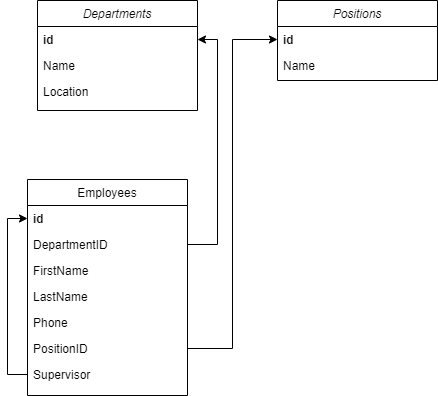 Departments
id
Name
Location
Positions
id
Name
Employees
id
DepartmentID
FirstName
LastName
Phone
PositionID
Supervisor